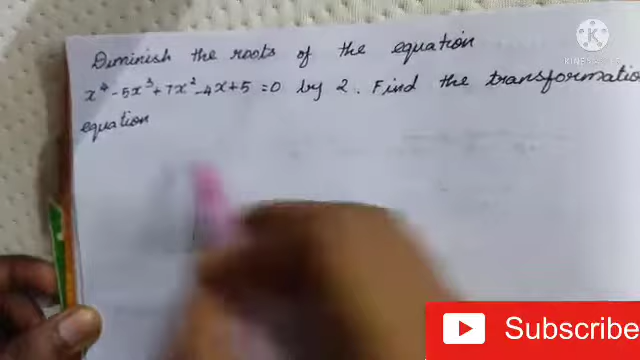 Diminish the roots of the equation
x⁴-5x³+7x²-4x+5=0 by 2. Find the transformatio
equation
KINEMASTER
Subscribe